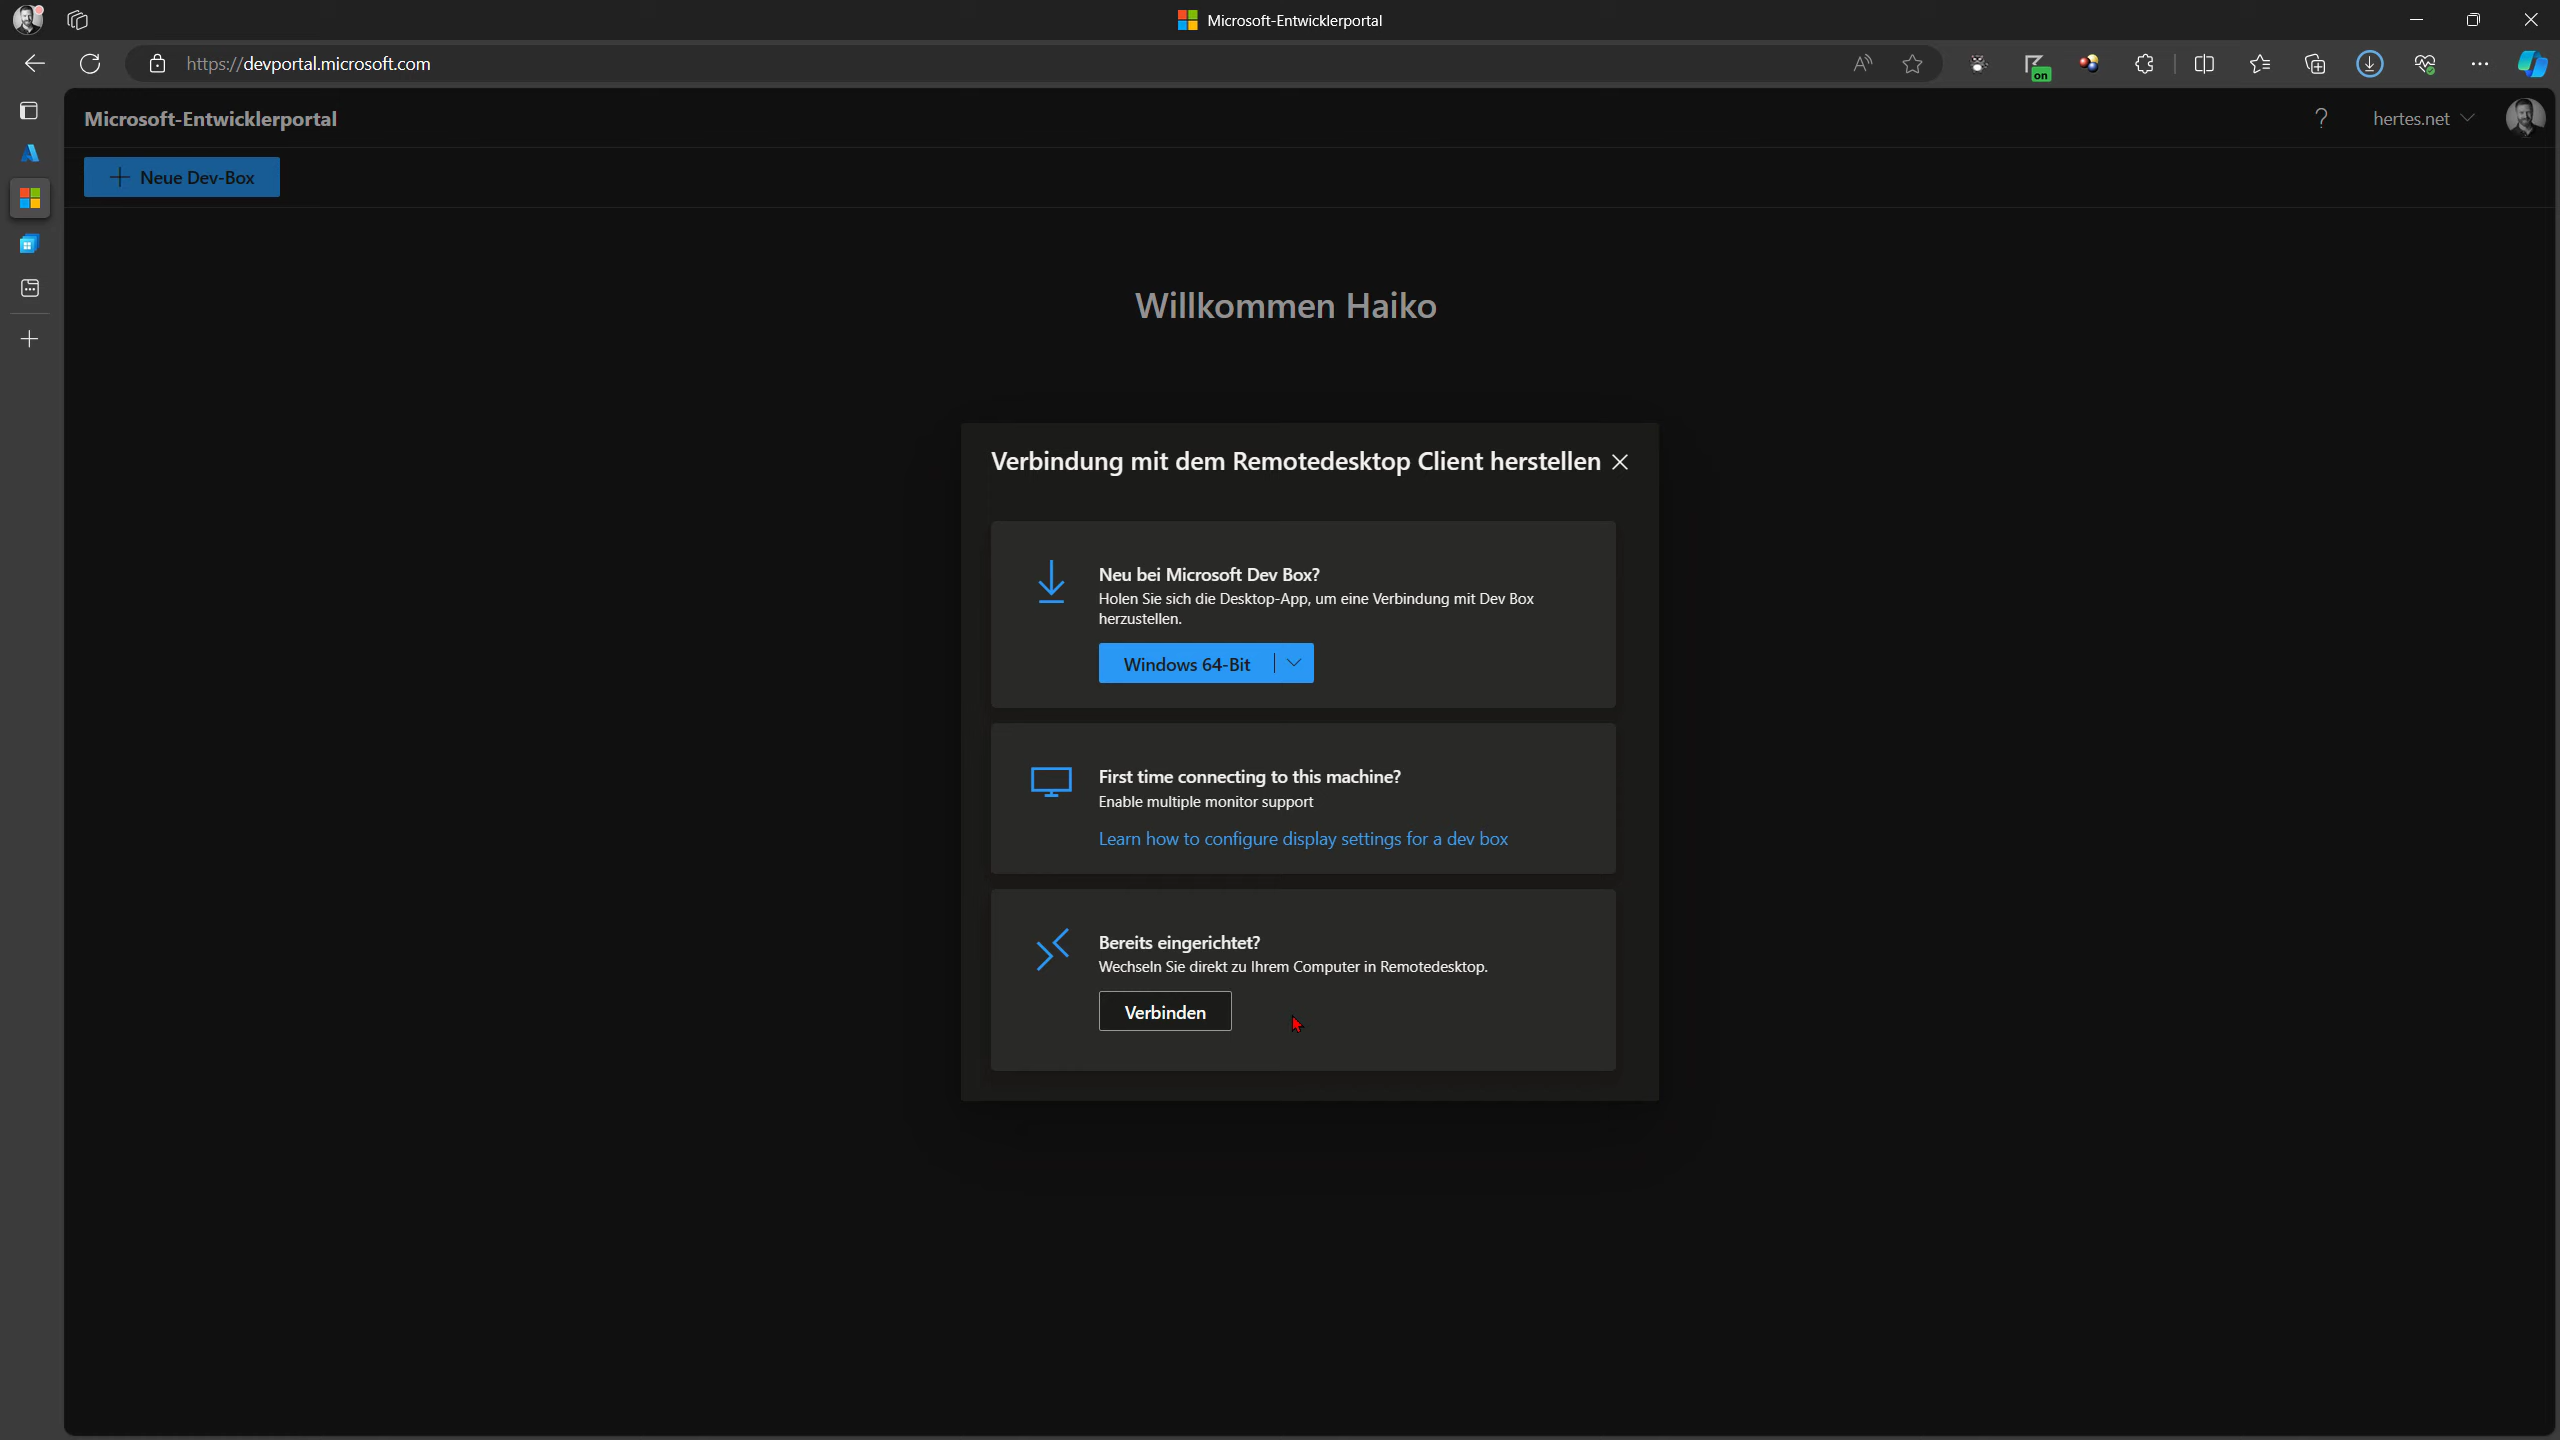 Microsoft-Entwicklerportal
https://devportal.microsoft.com
on
Microsoft-Entwicklerportal
hertes.net
Neue Dev-Box
Willkommen Haiko
Verbindung mit dem Remotedesktop Client herstellen
Neu bei Microsoft Dev Box?
Holen Sie sich die Desktop-App, um eine Verbindung mit Dev Box
herzustellen.
Windows 64-Bit
First time connecting to this machine?
Enable multiple monitor support
Learn how to configure display settings for a dev box
Bereits eingerichtet?
Wechseln Sie direkt zu Ihrem Computer in Remotedesktop.
Verbinden